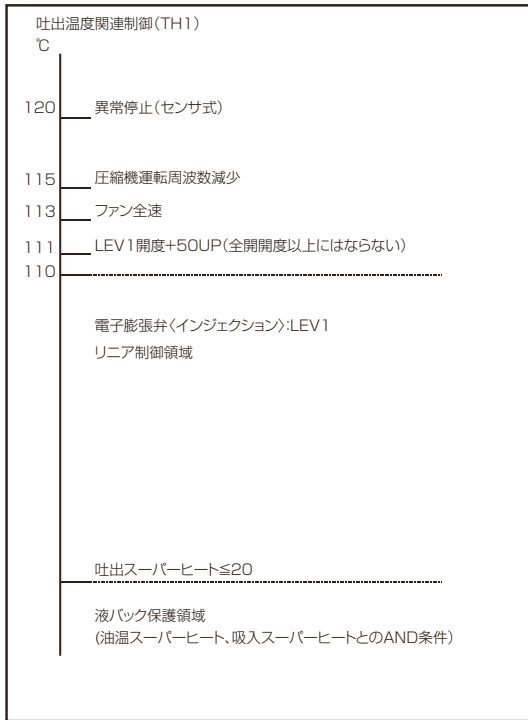 吐出温度関連制御(TH1)
℃
120 異常停止(センサ式)
115 圧縮機運転周波数減少
113 ファン全速
111 LEV1開度+50UP(全開開度以上にはならない)
110
電子膨張弁〈インジェクション〉:LEV1
リニア制御領域
吐出スーパーヒート≦20
液バック保護領域
(油温スーパーヒート、吸入スーパーヒートとのAND条件)